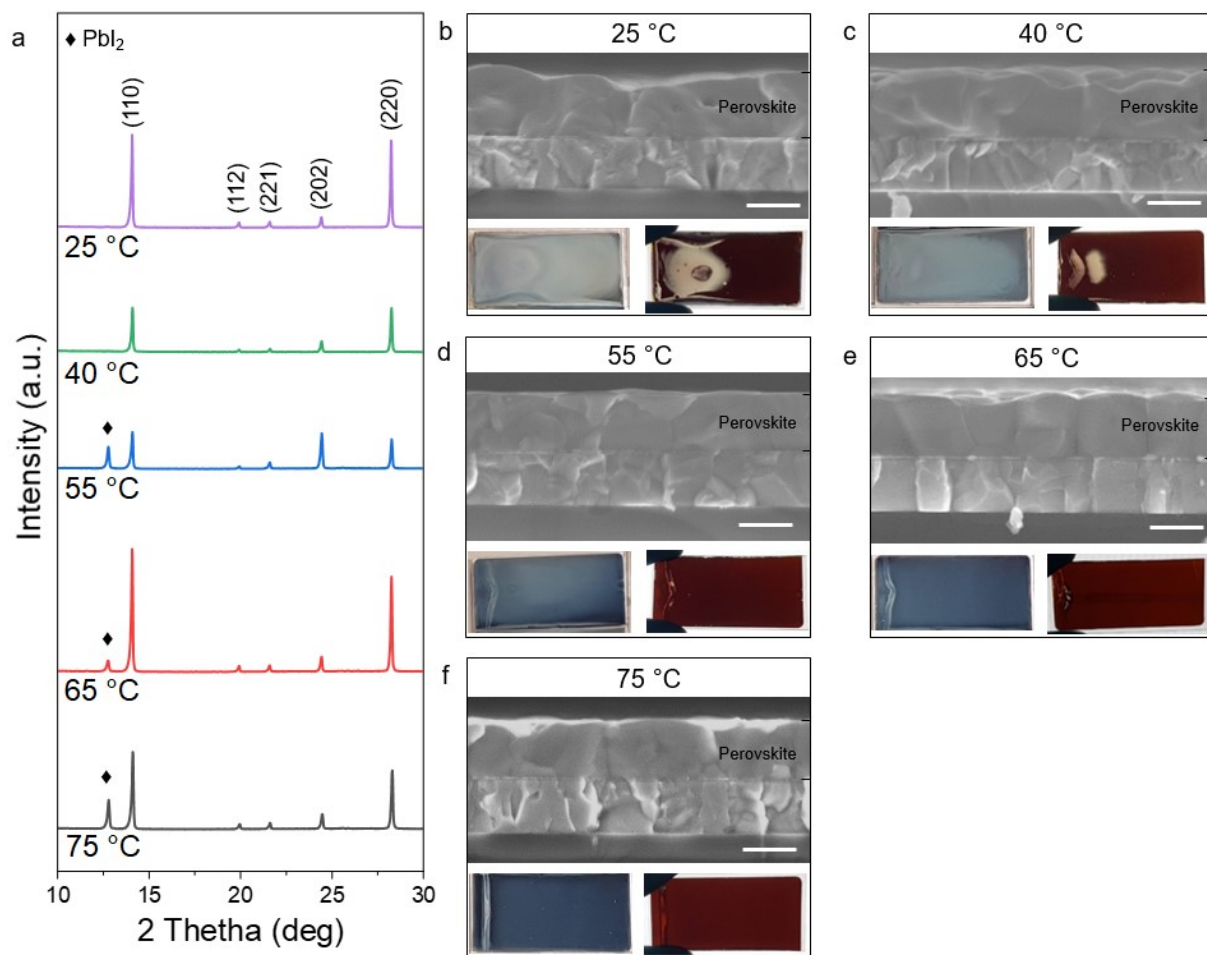 a
♦ PbI₂
(110)
(112)
(221)
(202)
(220)
25 °C
40 °C
55 °C
65 °C
75 °C
Intensity (a.u.)
10 15 20 25 30
2 Thetha (deg)
b
25 °C
Perovskite
c
40 °C
Perovskite
d
55 °C
Perovskite
e
65 °C
Perovskite
f
75 °C
Perovskite